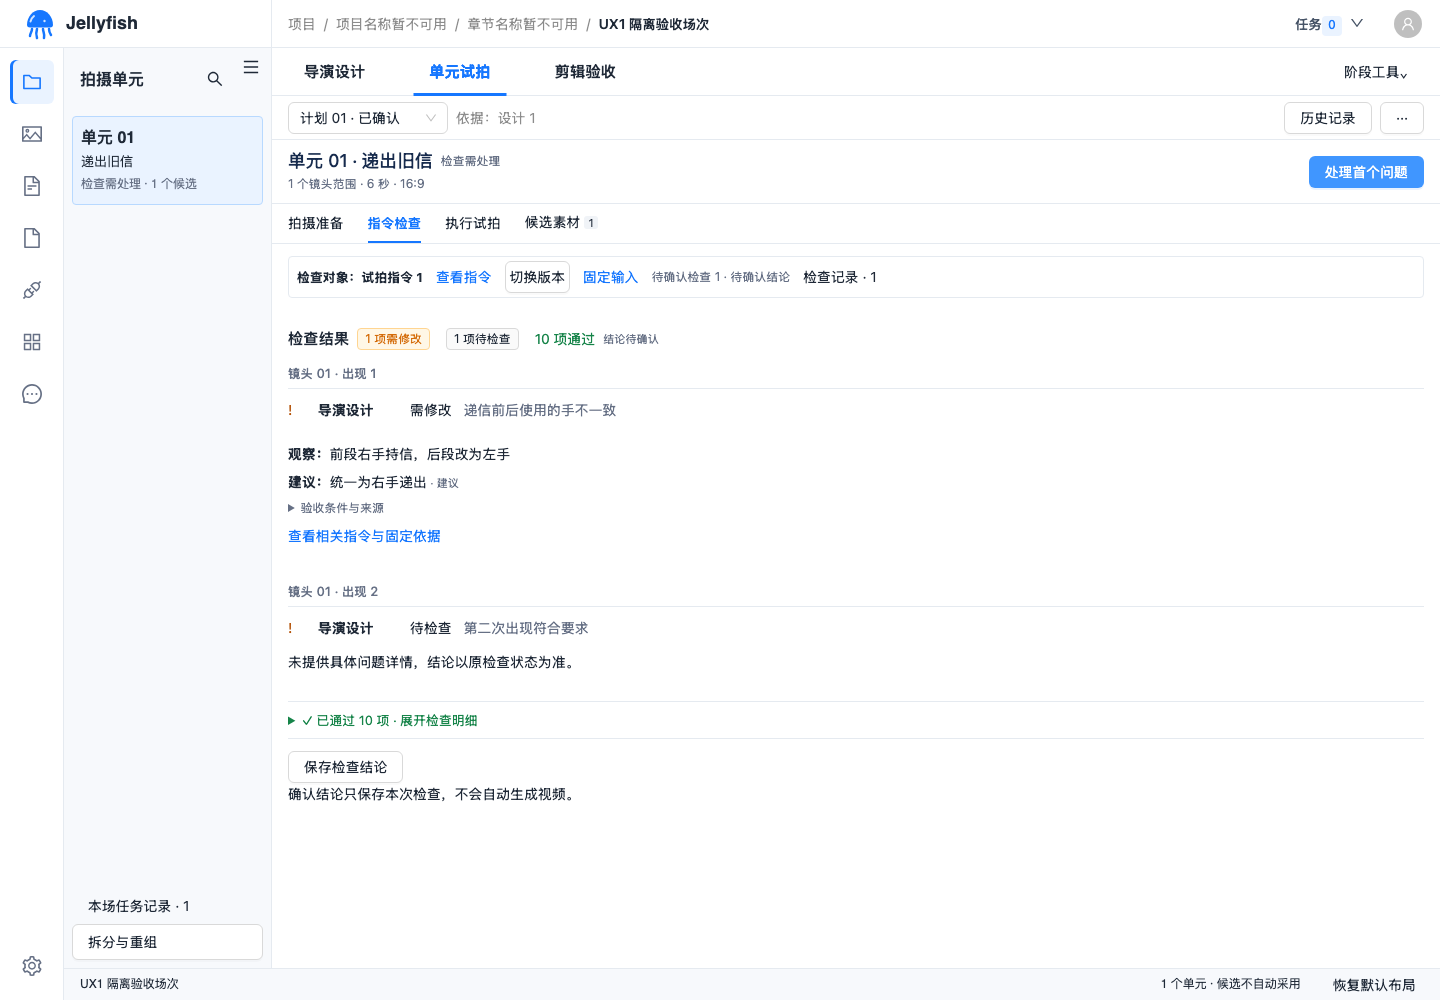 Jellyfish
项目 / 项目名称暂不可用 / 章节名称暂不可用 / UX1 隔离验收场次
任务 0
拍摄单元
单元 01
递出旧信
检查需处理 · 1 个候选
本场任务记录 · 1
拆分与重组
导演设计 单元试拍 剪辑验收
阶段工具
计划 01 · 已确认 依据：设计 1
历史记录 ···
单元 01 · 递出旧信 检查需处理
1 个镜头范围 · 6 秒 · 16:9
处理首个问题
拍摄准备 指令检查 执行试拍 候选素材 1
检查对象：试拍指令 1 查看指令 切换版本 固定输入 待确认检查 1 · 待确认结论 检查记录 · 1
检查结果 1 项需修改 1 项待检查 10 项通过 结论待确认
镜头 01 · 出现 1
! 导演设计 需修改 递信前后使用的手不一致
观察：前段右手持信，后段改为左手
建议：统一为右手递出 · 建议
验收条件与来源
查看相关指令与固定依据
镜头 01 · 出现 2
! 导演设计 待检查 第二次出现符合要求
未提供具体问题详情，结论以原检查状态为准。
✓ 已通过 10 项 · 展开检查明细
保存检查结论
确认结论只保存本次检查，不会自动生成视频。
UX1 隔离验收场次
1 个单元 · 候选不自动采用 恢复默认布局